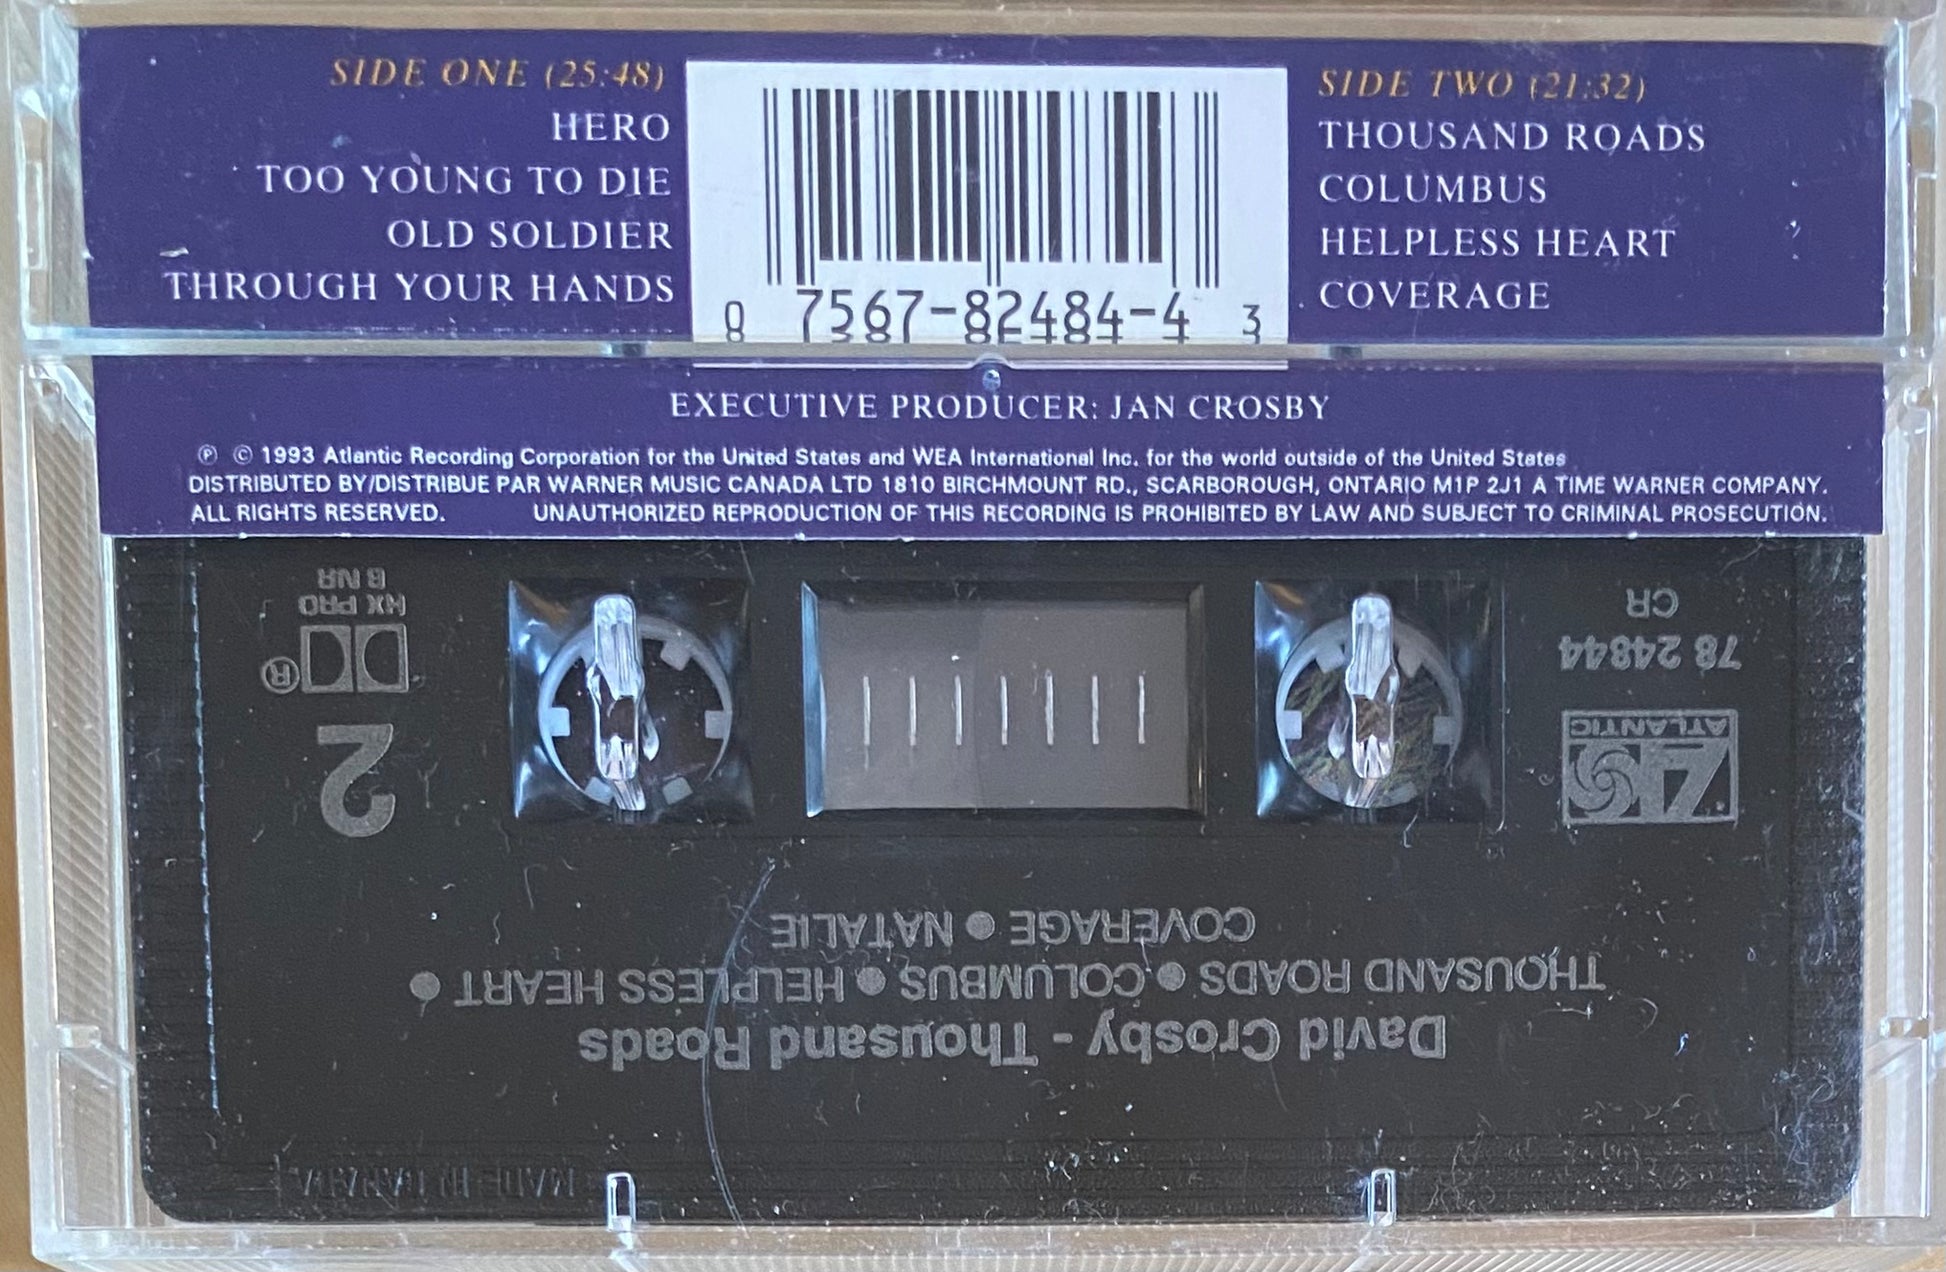 SIDE ONE (25:48)
HERO
TOO YOUNG TO DIE
OLD SOLDIER
THROUGH YOUR HANDS
0 7567-82484-4 3
SIDE TWO (21:32)
THOUSAND ROADS
COLUMBUS
HELPLESS HEART
COVERAGE
EXECUTIVE PRODUCER: JAN CROSBY
℗ © 1993 Atlantic Recording Corporation for the United States and WEA International Inc. for the world outside of the United States
DISTRIBUTED BY/DISTRIBUE PAR WARNER MUSIC CANADA LTD 1810 BIRCHMOUNT RD., SCARBOROUGH, ONTARIO M1P 2J1 A TIME WARNER COMPANY.
ALL RIGHTS RESERVED. UNAUTHORIZED REPRODUCTION OF THIS RECORDING IS PROHIBITED BY LAW AND SUBJECT TO CRIMINAL PROSECUTION.
David Crosby - Thousand Roads
THOUSAND ROADS ● COLUMBUS ● HELPLESS HEART ●
COVERAGE ● NATALIE
ATLANTIC
78 24844
CR
2
®
HX PRO
B NR
MADE IN CANADA